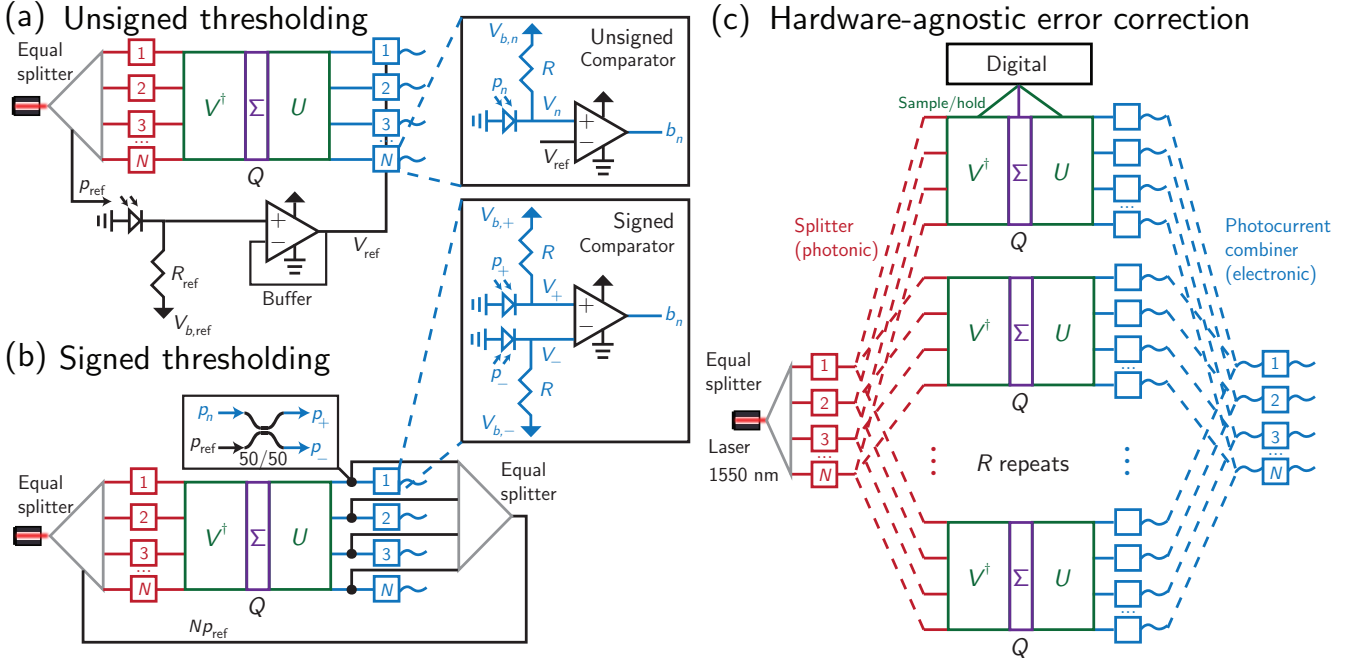 (a) Unsigned thresholding
Equal
splitter
1
2
3
...
N
V†
Σ
U
Q
1
2
3
...
N
p_ref
R_ref
V_b,ref
+
−
Buffer
V_ref
V_b,n
R
p_n
V_n
Unsigned
Comparator
+
−
V_ref
b_n
V_b,+
R
p_+
V_+
Signed
Comparator
+
−
b_n
V_−
p_−
R
V_b,−
(b) Signed thresholding
p_n
p_+
p_ref
p_−
50/50
Equal
splitter
1
2
3
...
N
V†
Σ
U
Q
1
2
3
N
Equal
splitter
Np_ref
(c) Hardware-agnostic error correction
Digital
Sample/hold
V†
Σ
U
...
Q
Splitter
(photonic)
Photocurrent
combiner
(electronic)
V†
Σ
U
...
Q
Equal
splitter
Laser
1550 nm
1
2
3
...
N
R repeats
1
2
3
...
N
V†
Σ
U
...
Q